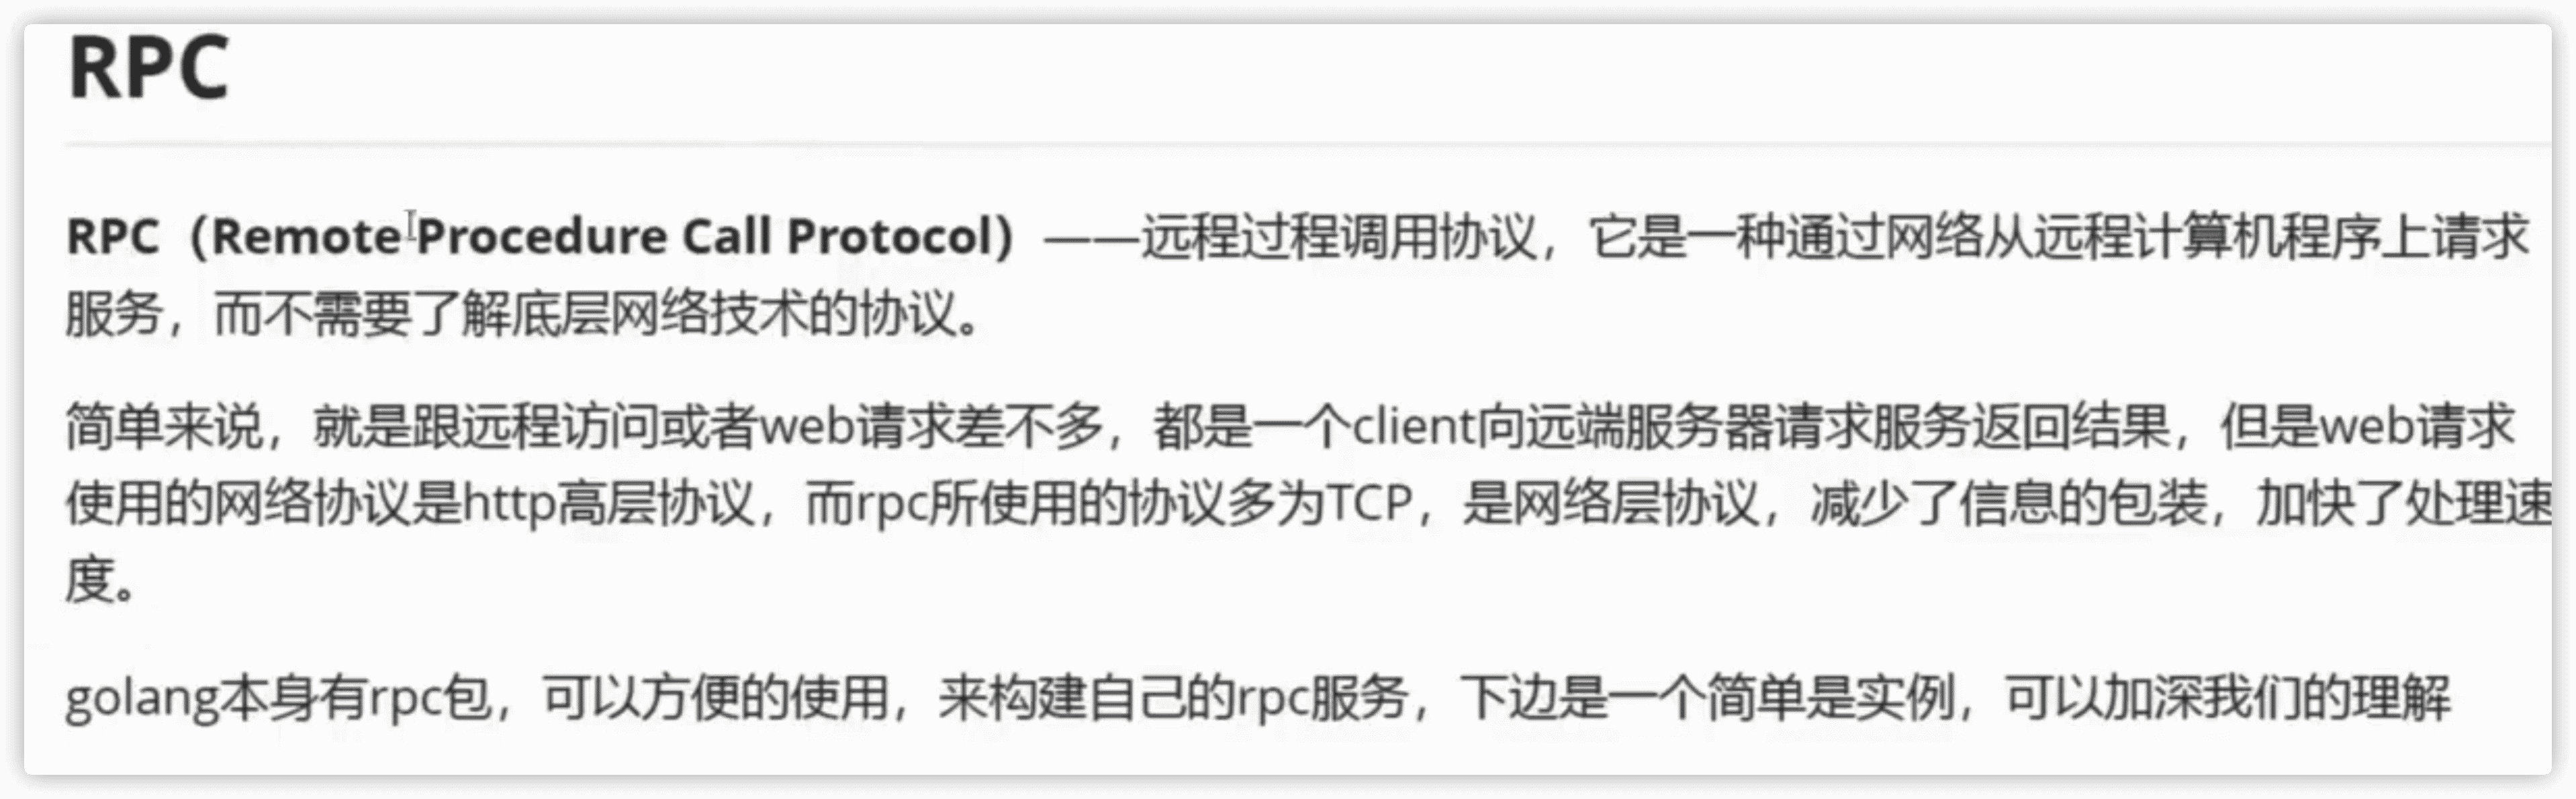 RPC
RPC（Remote Procedure Call Protocol）——远程过程调用协议，它是一种通过网络从远程计算机程序上请求
服务，而不需要了解底层网络技术的协议。
简单来说，就是跟远程访问或者web请求差不多，都是一个client向远端服务器请求服务返回结果，但是web请求
使用的网络协议是http高层协议，而rpc所使用的协议多为TCP，是网络层协议，减少了信息的包装，加快了处理速
度。
golang本身有rpc包，可以方便的使用，来构建自己的rpc服务，下边是一个简单是实例，可以加深我们的理解